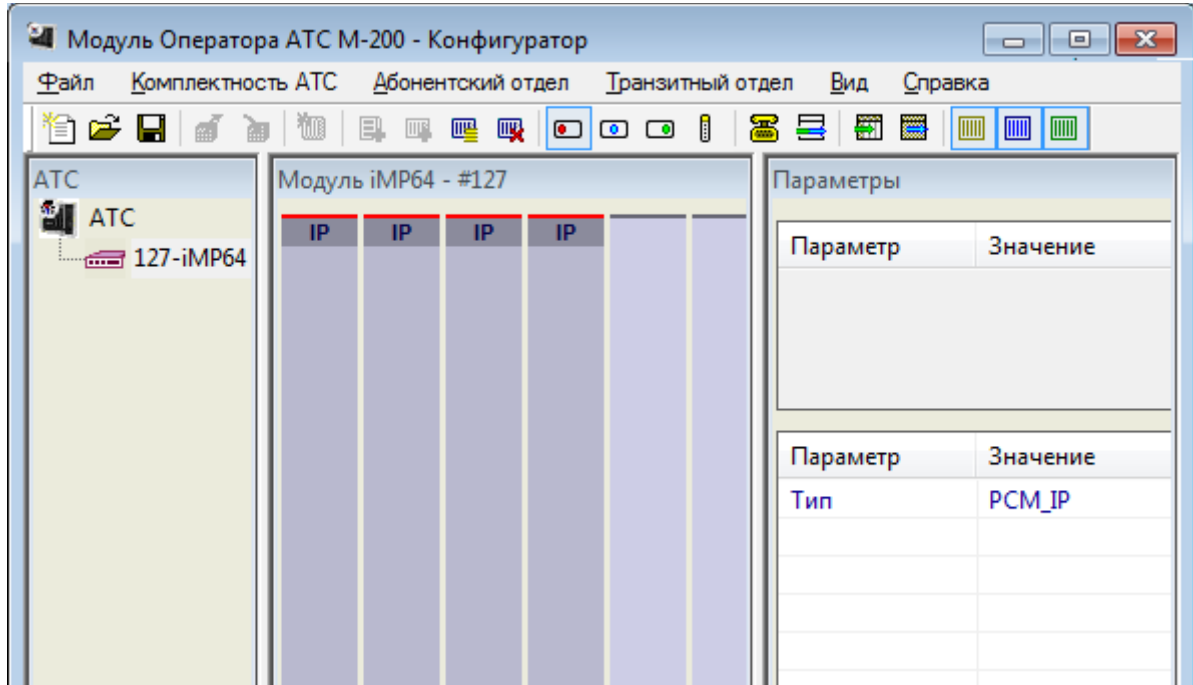 Модуль Оператора АТС М-200 - Конфигуратор
Файл Комплектность АТС Абонентский отдел Транзитный отдел Вид Справка
АТС
АТС
127-iMP64
Модуль iMP64 - #127
IP IP IP IP
Параметры
Параметр Значение
Параметр Значение
Тип PCM_IP